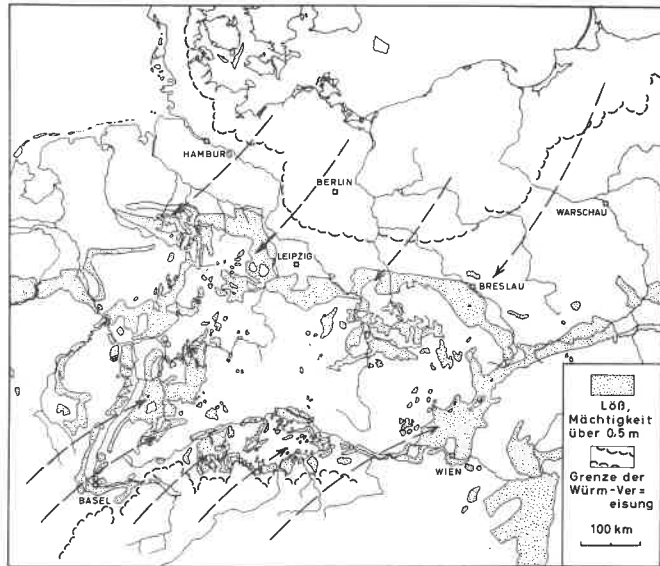 HAMBURG
BERLIN
WARSCHAU
LEIPZIG
BRESLAU
BASEL
WIEN
Löß,
Mächtigkeit
über 0,5 m
Grenze der
Würm-Ver=
eisung
100 km